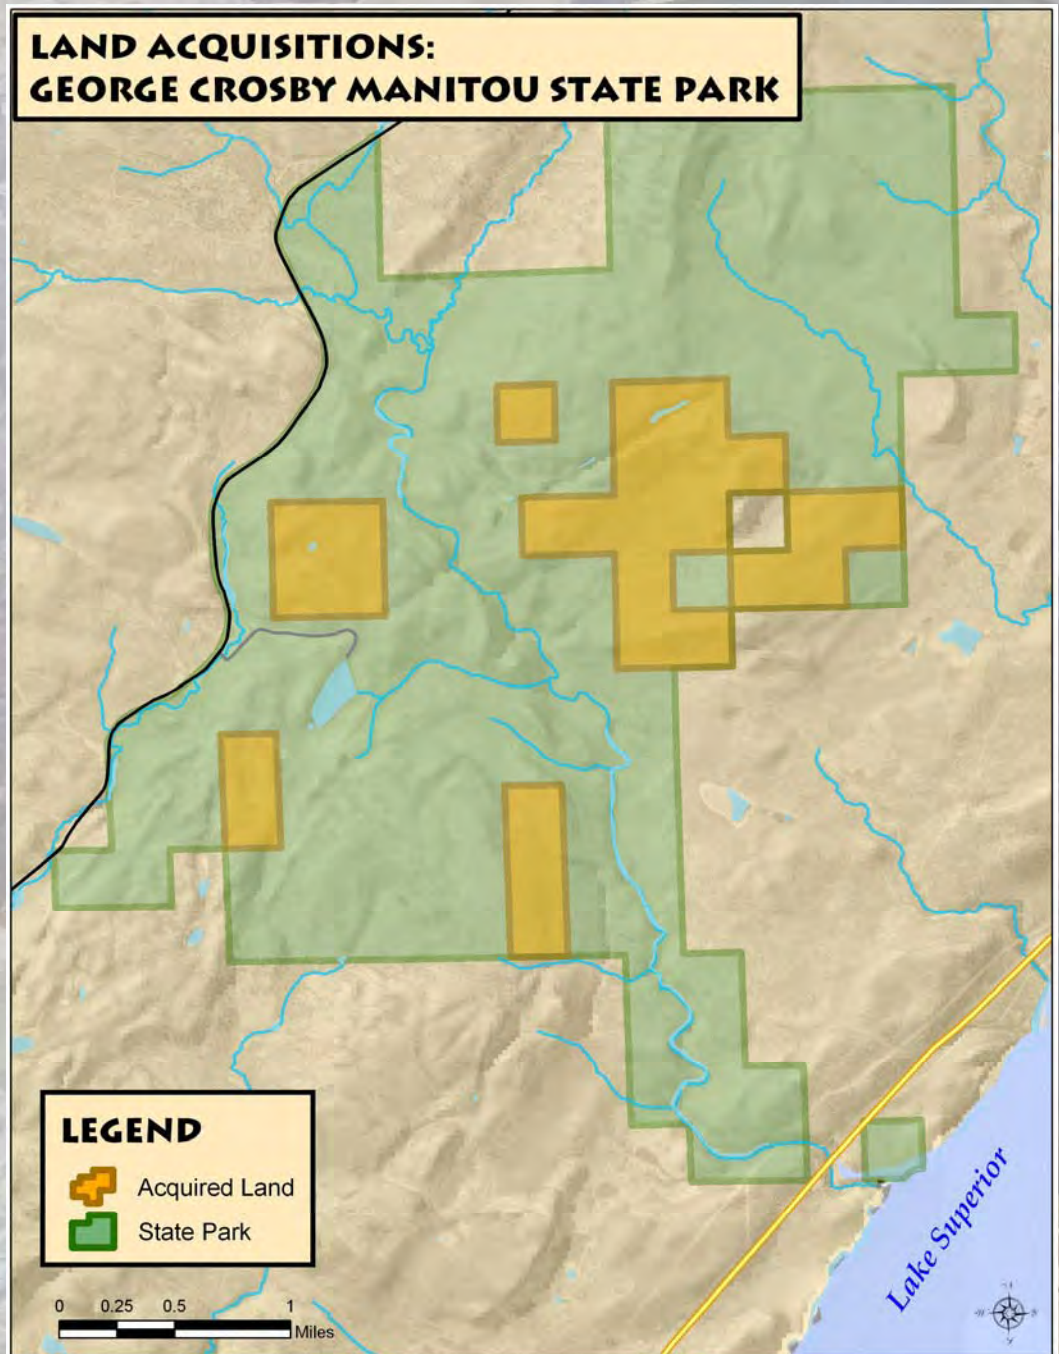 LAND ACQUISITIONS:
GEORGE CROSBY MANITOU STATE PARK
LEGEND
Acquired Land
State Park
0 0.25 0.5 1
Miles
Lake Superior